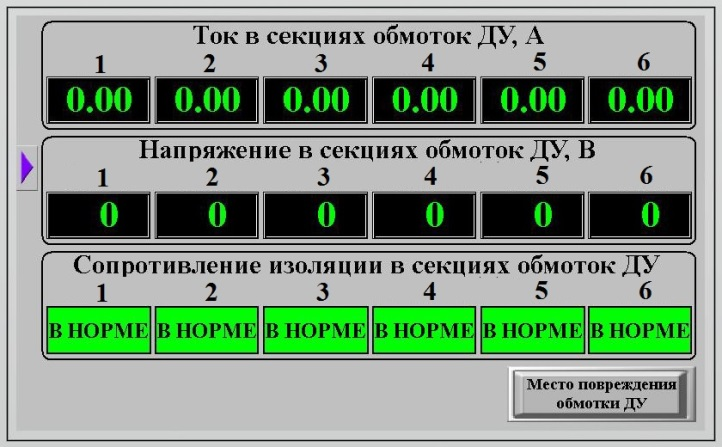 Ток в секциях обмоток ДУ, А
1 2 3 4 5 6
0.00 0.00 0.00 0.00 0.00 0.00
Напряжение в секциях обмоток ДУ, В
1 2 3 4 5 6
0 0 0 0 0 0
Сопротивление изоляции в секциях обмоток ДУ
1 2 3 4 5 6
В НОРМЕ В НОРМЕ В НОРМЕ В НОРМЕ В НОРМЕ В НОРМЕ
Место повреждения
обмотки ДУ